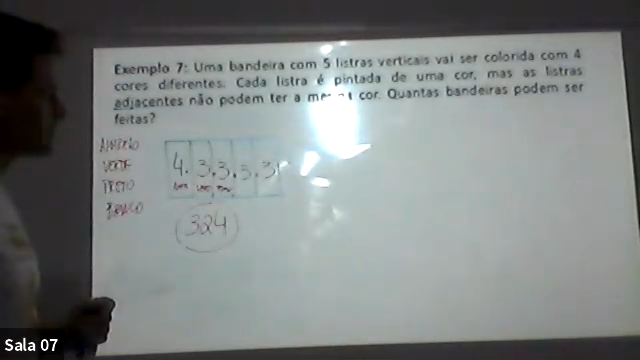 Exemplo 7: Uma bandeira com 5 listras verticais vai ser colorida com 4
cores diferentes. Cada listra é pintada de uma cor, mas as listras
adjacentes não podem ter a cor. Quantas bandeiras podem ser
feitas?
AMARELO
VERDE
PRETO
BRANCO
4.3.3.3.3
324
Sala 07